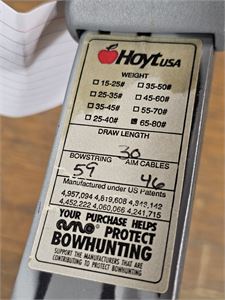 Hoyt USA
WEIGHT
☐ 15-25# ☐ 35-50#
☐ 25-35# ☐ 45-60#
☐ 35-45# ☐ 55-70#
☐ 25-40# ☒ 65-80#
DRAW LENGTH
30
BOWSTRING AIM CABLES
59 46
Manufactured under US Patents
4,957,094 4,819,608
4,452,222 4,060,066 4,241,715
YOUR PURCHASE HELPS
AMO PROTECT
BOWHUNTING
SUPPORT THE MANUFACTURERS THAT ARE
CONTRIBUTING TO PROTECT BOWHUNTING